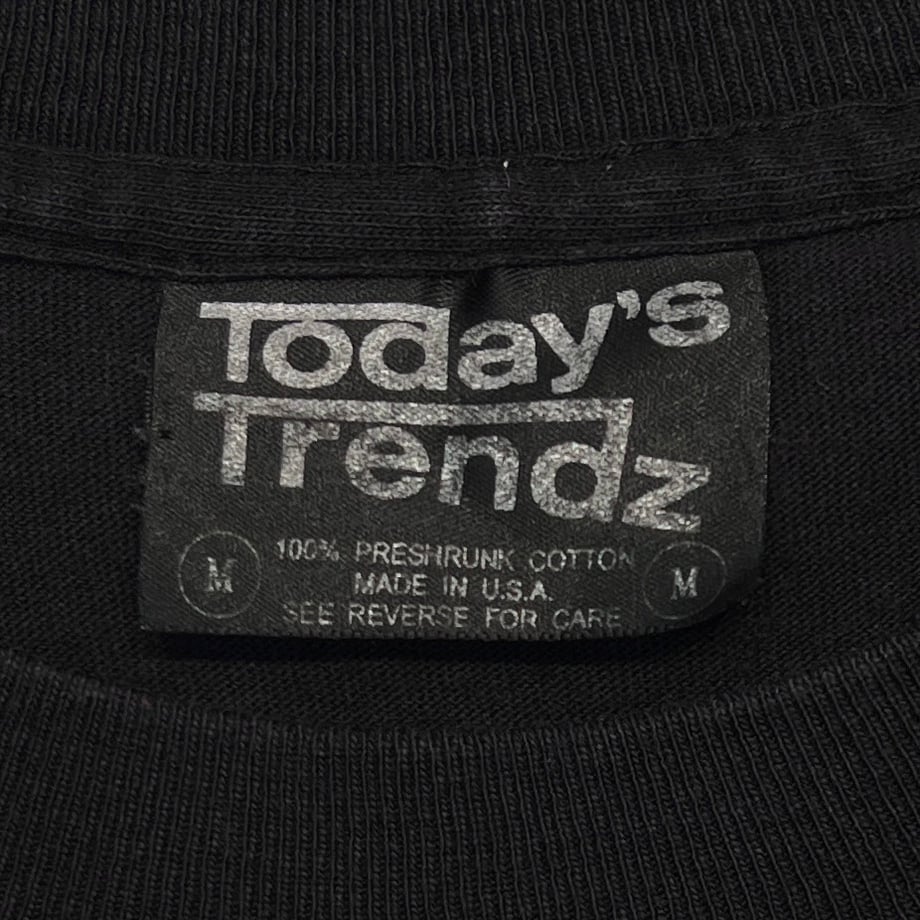 Today's
Trendz
M 100% PRESHRUNK COTTON M
MADE IN U.S.A.
SEE REVERSE FOR CARE